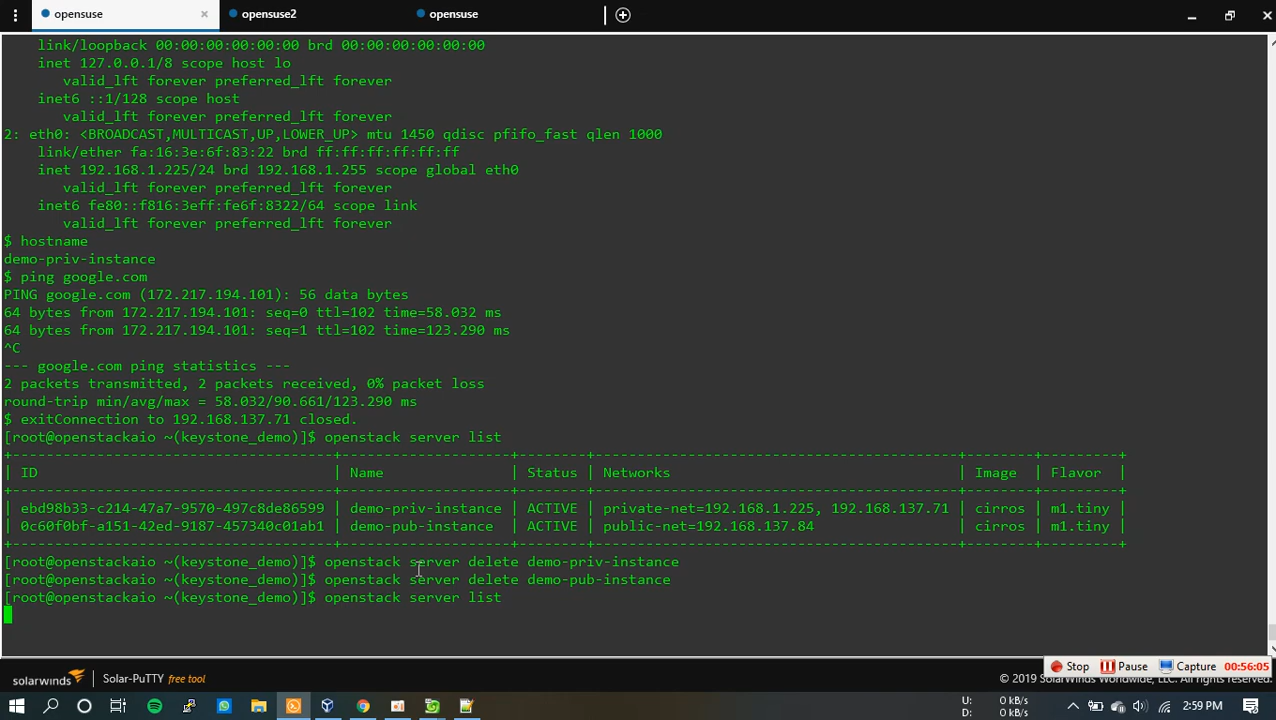 opensuse
opensuse2
opensuse
link/loopback 00:00:00:00:00:00 brd 00:00:00:00:00:00
inet 127.0.0.1/8 scope host lo
valid_lft forever preferred_lft forever
inet6 ::1/128 scope host
valid_lft forever preferred_lft forever
2: eth0: <BROADCAST,MULTICAST,UP,LOWER_UP> mtu 1450 qdisc pfifo_fast qlen 1000
link/ether fa:16:3e:6f:83:22 brd ff:ff:ff:ff:ff:ff
inet 192.168.1.225/24 brd 192.168.1.255 scope global eth0
valid_lft forever preferred_lft forever
inet6 fe80::f816:3eff:fe6f:8322/64 scope link
valid_lft forever preferred_lft forever
$ hostname
demo-priv-instance
$ ping google.com
PING google.com (172.217.194.101): 56 data bytes
64 bytes from 172.217.194.101: seq=0 ttl=102 time=58.032 ms
64 bytes from 172.217.194.101: seq=1 ttl=102 time=123.290 ms
^C
--- google.com ping statistics ---
2 packets transmitted, 2 packets received, 0% packet loss
round-trip min/avg/max = 58.032/90.661/123.290 ms
$ exitConnection to 192.168.137.71 closed.
[root@openstackaio ~(keystone_demo)]$ openstack server list
| ID | Name | Status | Networks | Image | Flavor |
| ebd98b33-c214-47a7-9570-497c8de86599 | demo-priv-instance | ACTIVE | private-net=192.168.1.225, 192.168.137.71 | cirros | m1.tiny |
| 0c60f0bf-a151-42ed-9187-457340c01ab1 | demo-pub-instance | ACTIVE | public-net=192.168.137.84 | cirros | m1.tiny |
[root@openstackaio ~(keystone_demo)]$ openstack server delete demo-priv-instance
[root@openstackaio ~(keystone_demo)]$ openstack server delete demo-pub-instance
[root@openstackaio ~(keystone_demo)]$ openstack server list
Stop Pause Capture 00:56:05
solarwinds Solar-PuTTY free tool
© 2019 SolarWinds Worldwide, LLC. All rights reserved.
U: 0 kB/s
D: 0 kB/s
2:59 PM